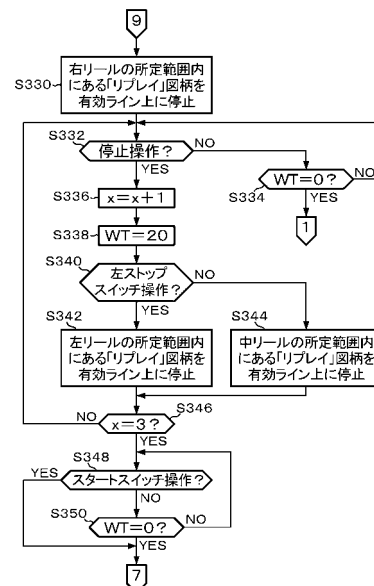 9
S330
右リールの所定範囲内
にある「リプレイ」図柄を
有効ライン上に停止
S332
停止操作？
NO
YES
WT=0？
NO
S334
YES
1
S336
x=x+1
S338
WT=20
S340
左ストップ
スイッチ操作？
NO
YES
S342
左リールの所定範囲内
にある「リプレイ」図柄を
有効ライン上に停止
S344
中リールの所定範囲内
にある「リプレイ」図柄を
有効ライン上に停止
S346
NO
x=3？
YES
S348
YES
スタートスイッチ操作？
NO
S350
WT=0？
NO
YES
7